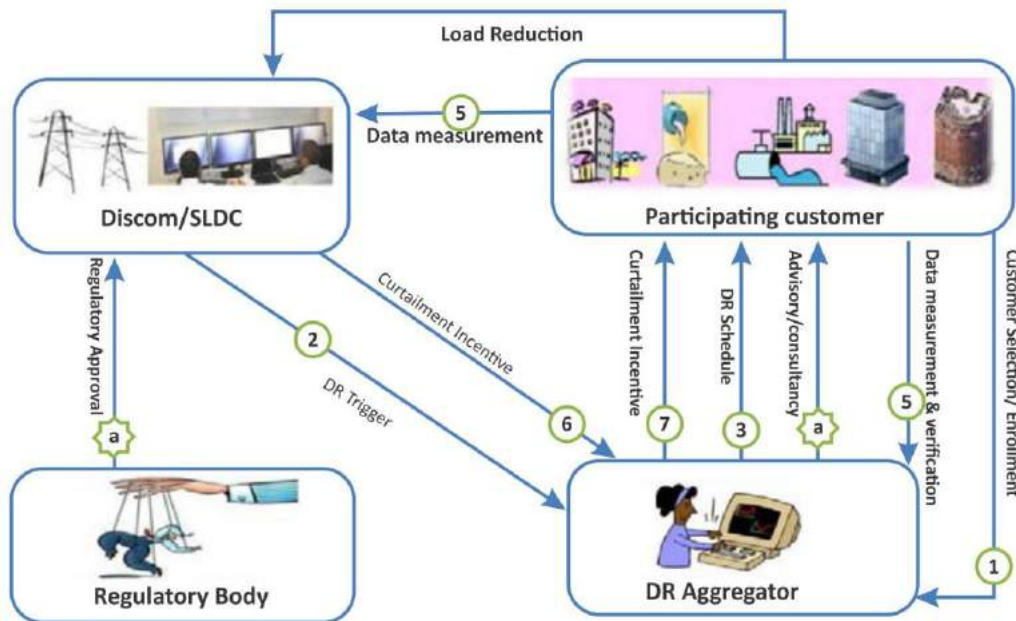 Load Reduction
5
Data measurement
Discom/SLDC
Participating customer
Regulatory Approval
a
2
DR Trigger
Curtailment Incentive
6
Curtailment Incentive
7
DR Schedule
3
Advisory/consultancy
a
Data measurement & verification
5
Customer Selection/ Enrollment
1
Regulatory Body
DR Aggregator